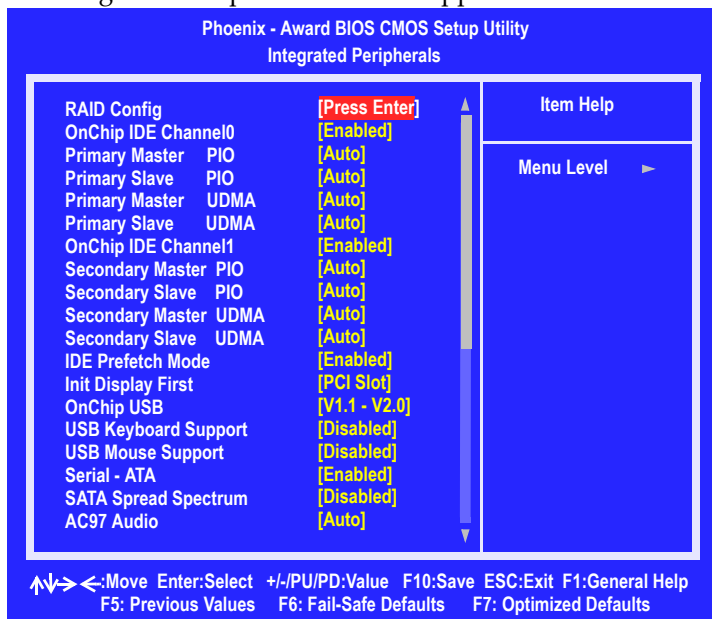 Phoenix - Award BIOS CMOS Setup Utility
Integrated Peripherals
RAID Config [Press Enter]
OnChip IDE Channel0 [Enabled]
Primary Master PIO [Auto]
Primary Slave PIO [Auto]
Primary Master UDMA [Auto]
Primary Slave UDMA [Auto]
OnChip IDE Channel1 [Enabled]
Secondary Master PIO [Auto]
Secondary Slave PIO [Auto]
Secondary Master UDMA [Auto]
Secondary Slave UDMA [Auto]
IDE Prefetch Mode [Enabled]
Init Display First [PCI Slot]
OnChip USB [V1.1 - V2.0]
USB Keyboard Support [Disabled]
USB Mouse Support [Disabled]
Serial - ATA [Enabled]
SATA Spread Spectrum [Disabled]
AC97 Audio [Auto]
Item Help
Menu Level ►
:Move Enter:Select +/-/PU/PD:Value F10:Save ESC:Exit F1:General Help
F5: Previous Values F6: Fail-Safe Defaults F7: Optimized Defaults